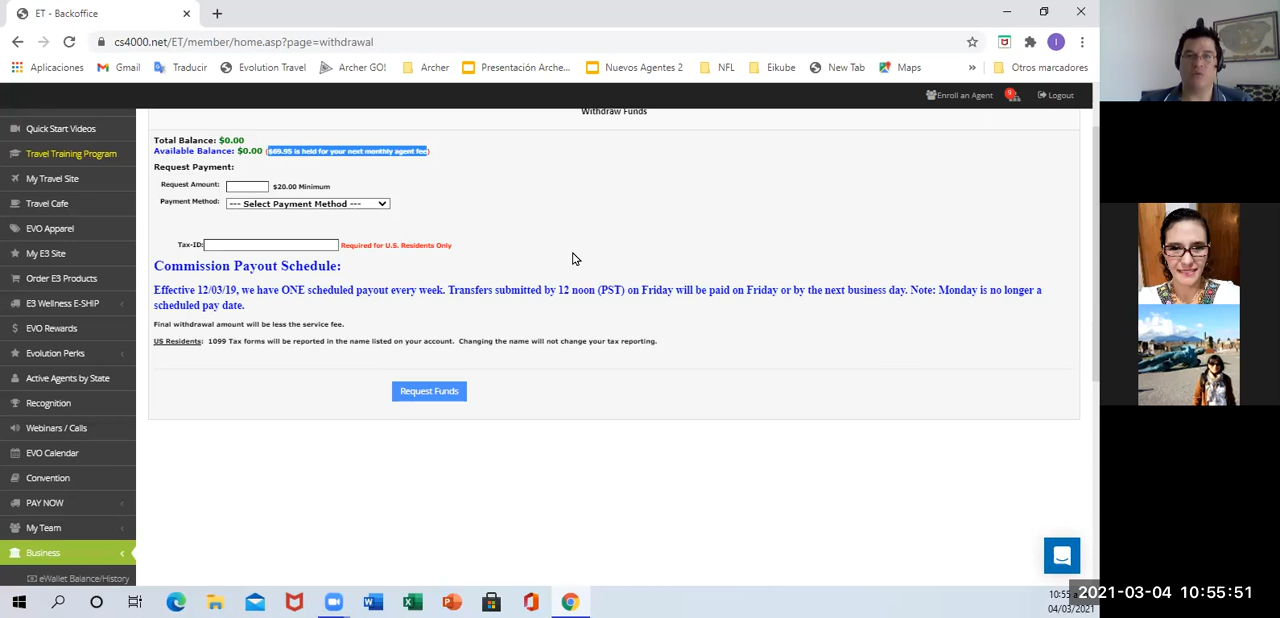 ET - Backoffice
cs4000.net/ET/member/home.asp?page=withdrawal
I
Aplicaciones
Gmail
Traducir
Evolution Travel
Archer GO!
Archer
Presentación Arche...
Nuevos Agentes 2
NFL
Eikube
New Tab
Maps
»
Otros marcadores
Enroll an Agent
9
Logout
Quick Start Videos
Travel Training Program
My Travel Site
Travel Cafe
EVO Apparel
My E3 Site
Order E3 Products
E3 Wellness E-SHIP
EVO Rewards
Evolution Perks
Active Agents by State
Recognition
Webinars / Calls
EVO Calendar
Convention
PAY NOW
My Team
Business
eWallet Balance/History
Withdraw Funds
Total Balance: $0.00
Available Balance: $0.00 ($69.95 is held for your next monthly agent fee)
Request Payment:
Request Amount: $20.00 Minimum
Payment Method: --- Select Payment Method ---
Tax-ID: Required for U.S. Residents Only
Commission Payout Schedule:
Effective 12/03/19, we have ONE scheduled payout every week. Transfers submitted by 12 noon (PST) on Friday will be paid on Friday or by the next business day. Note: Monday is no longer a
scheduled pay date.
Final withdrawal amount will be less the service fee.
US Residents: 1099 Tax forms will be reported in the name listed on your account. Changing the name will not change your tax reporting.
Request Funds
10:55 a
04/03/2021
2021-03-04 10:55:51